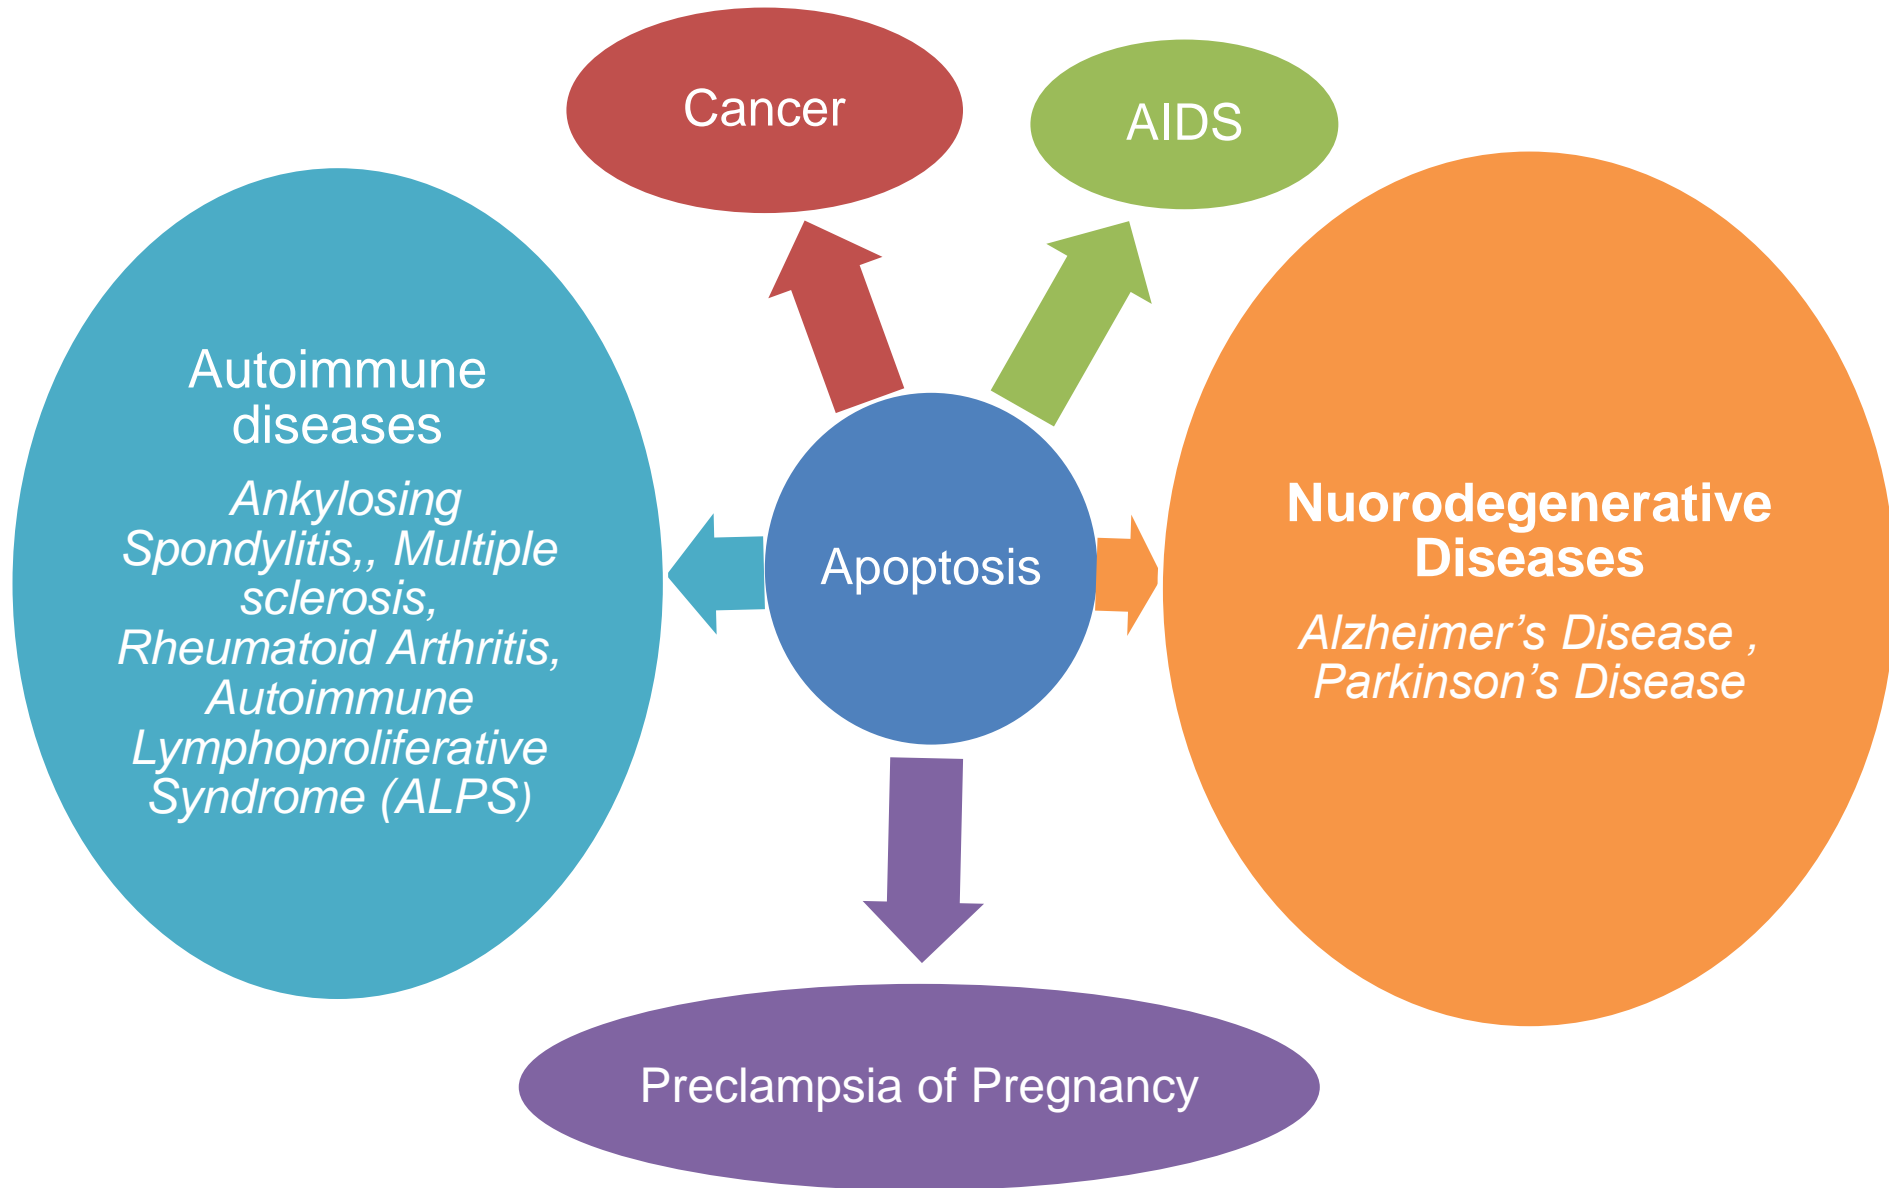 Cancer
AIDS
Autoimmune
diseases
Ankylosing
Spondylitis,, Multiple
sclerosis,
Rheumatoid Arthritis,
Autoimmune
Lymphoproliferative
Syndrome (ALPS)
Apoptosis
Nuorodegenerative
Diseases
Alzheimer’s Disease ,
Parkinson’s Disease
Preclampsia of Pregnancy